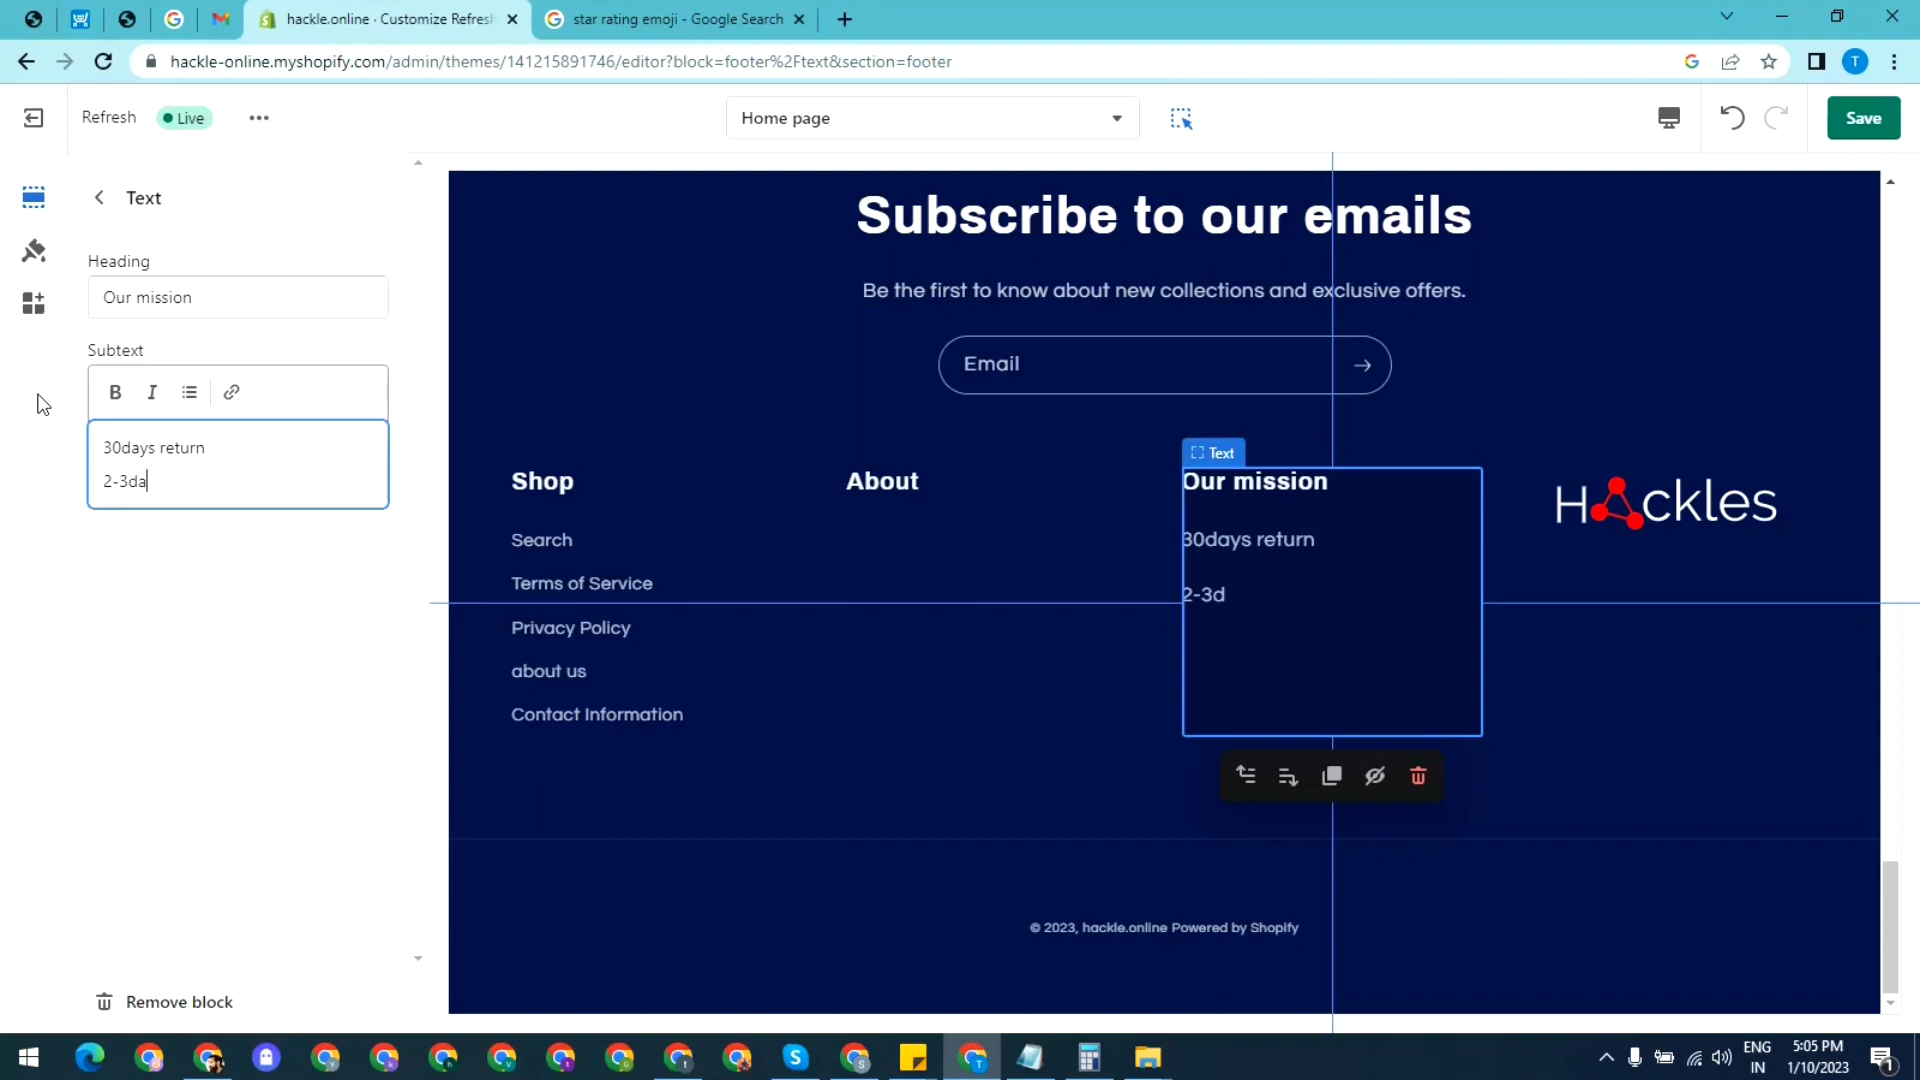 hackle.online · Customize Refresh
star rating emoji - Google Search
hackle-online.myshopify.com/admin/themes/141215891746/editor?block=footer%2Ftext&section=footer
T
Refresh
Live
Home page
Save
Text
Heading
Our mission
Subtext
B
I
30days return
2-3da
Remove block
Subscribe to our emails
Be the first to know about new collections and exclusive offers.
Email
Text
Shop
About
Our mission
Hackles
Search
30days return
Terms of Service
2-3d
Privacy Policy
about us
Contact Information
© 2023, hackle.online Powered by Shopify
ENG
IN
5:05 PM
1/10/2023
1